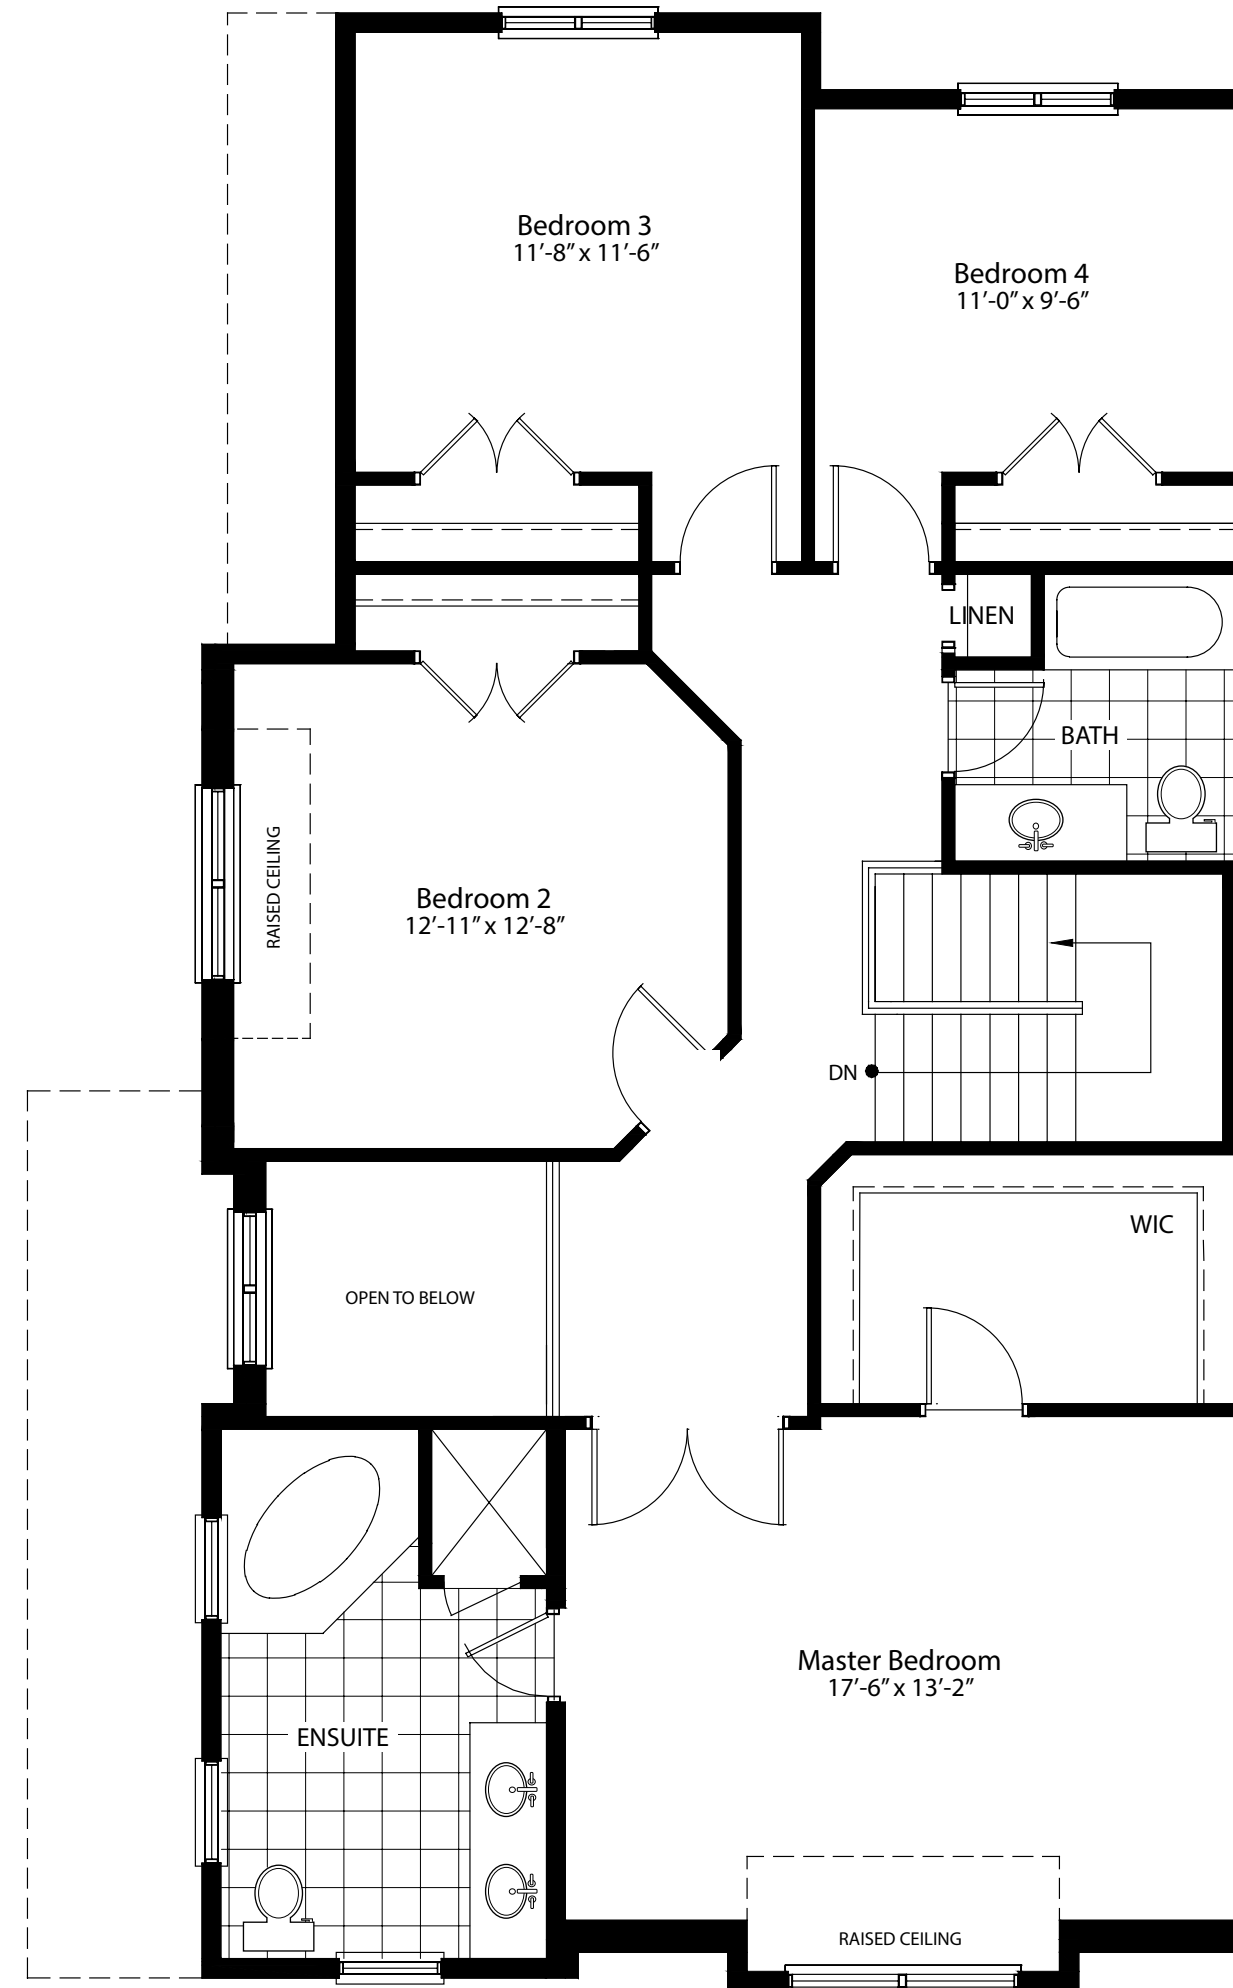 Bedroom 3
11’-8” x 11’-6”
Bedroom 4
11’-0” x 9’-6”
LINEN
BATH
RAISED CEILING
Bedroom 2
12’-11” x 12’-8”
DN
WIC
OPEN TO BELOW
Master Bedroom
17’-6” x 13’-2”
ENSUITE
RAISED CEILING